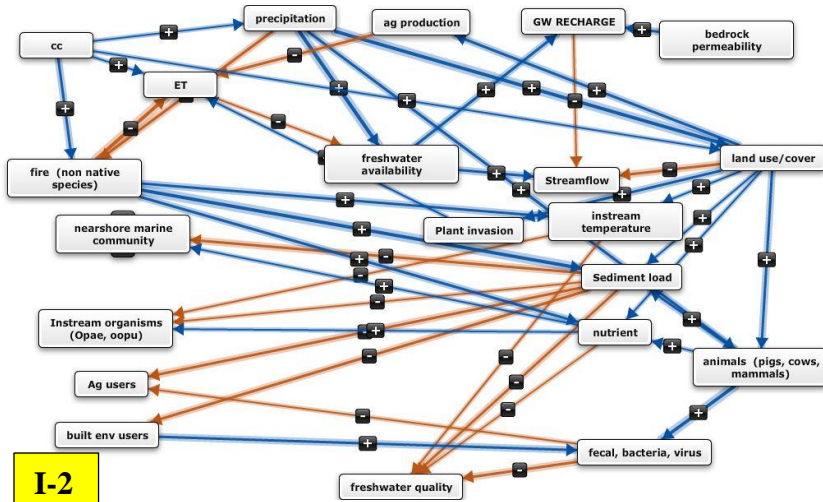 precipitation
ag production
GW RECHARGE
bedrock
permeability
cc
ET
freshwater
availability
land use/cover
fire (non native
species)
Streamflow
nearshore marine
community
Plant invasion
instream
temperature
Sediment load
Instream organisms
(Opae, oopu)
nutrient
animals (pigs, cows,
mammals)
Ag users
built env users
fecal, bacteria, virus
freshwater quality
I-2